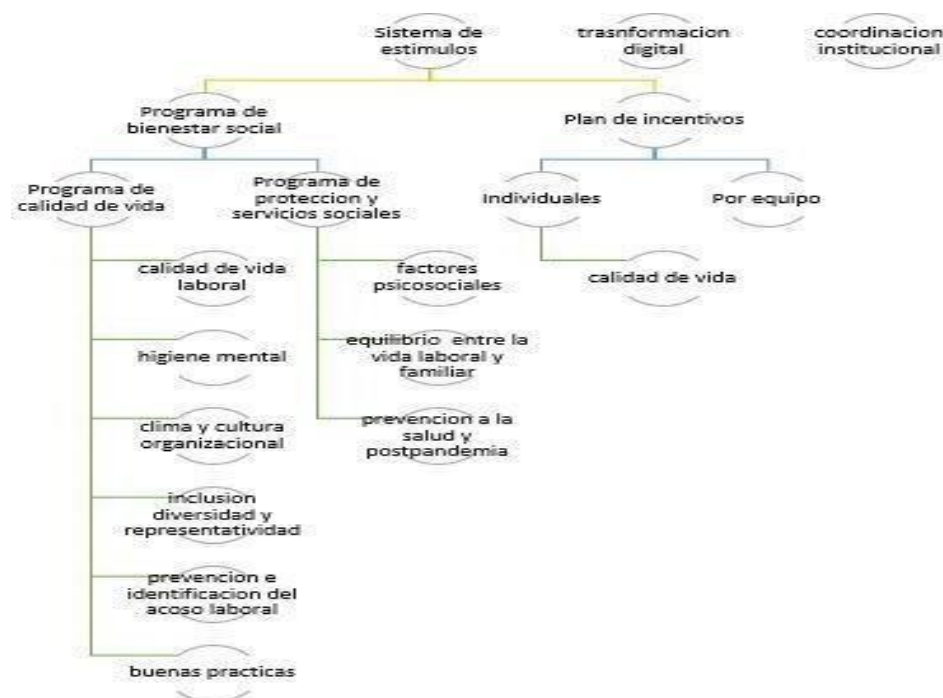 Sistema de
estimulos
trasnformacion
digital
coordinacion
institucional
Programa de
bienestar social
Plan de incentivos
Programa de
calidad de vida
Programa de
proteccion y
servicios sociales
Individuales
Por equipo
calidad de vida
laboral
factores
psicosociales
calidad de vida
higiene mental
equilibrio entre la
vida laboral y
familiar
clima y cultura
organizacional
prevencion a la
salud y
postpandemia
inclusion
diversidad y
representatividad
prevencion e
identificacion del
acoso laboral
buenas practicas